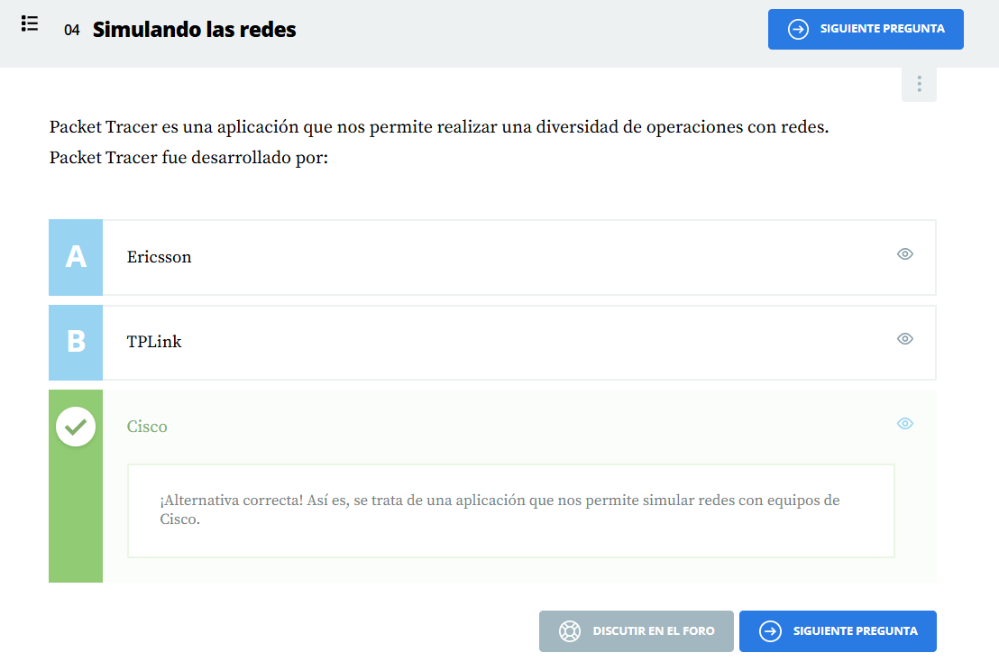 04 Simulando las redes
SIGUIENTE PREGUNTA
Packet Tracer es una aplicación que nos permite realizar una diversidad de operaciones con redes.
Packet Tracer fue desarrollado por:
A
Ericsson
B
TPLink
Cisco
¡Alternativa correcta! Así es, se trata de una aplicación que nos permite simular redes con equipos de
Cisco.
DISCUTIR EN EL FORO
SIGUIENTE PREGUNTA